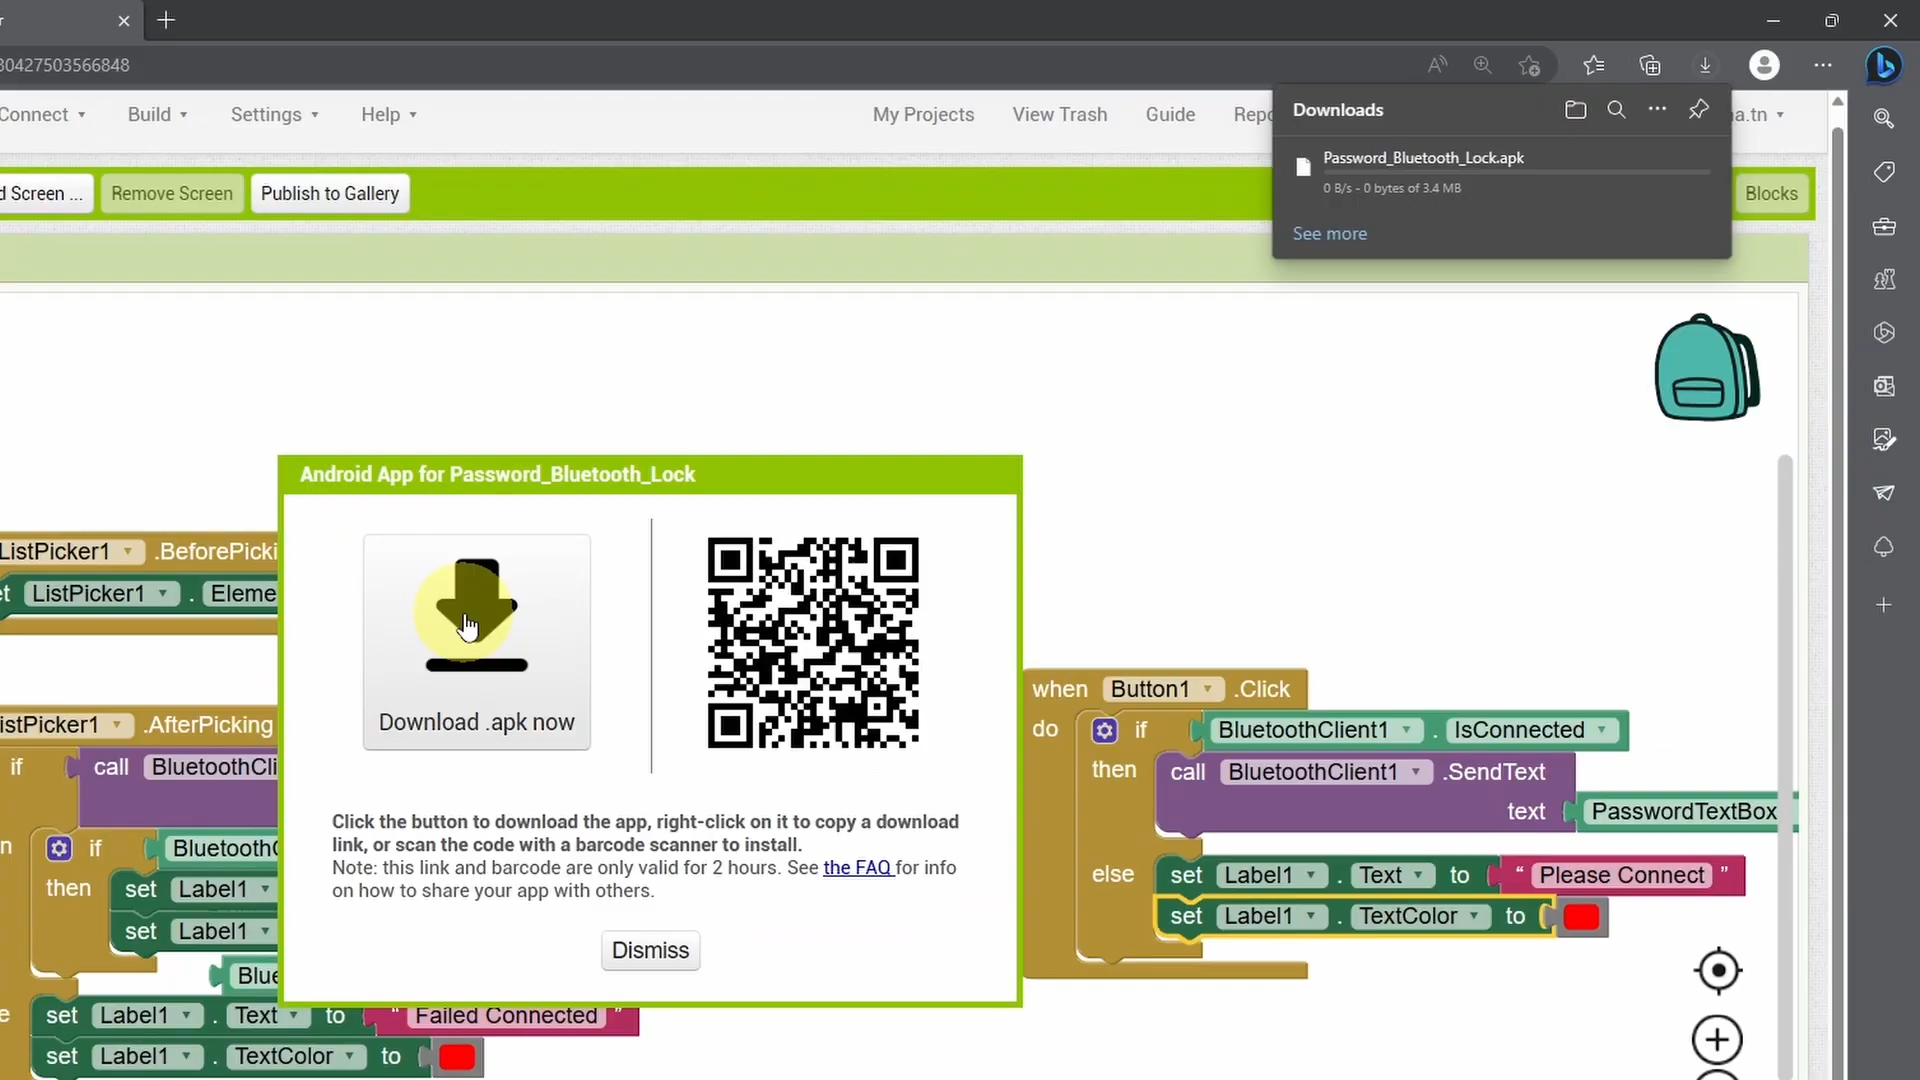 80427503566848
Connect
Build
Settings
Help
My Projects
View Trash
Guide
Repo
a.tn
Downloads
Password_Bluetooth_Lock.apk
0 B/s - 0 bytes of 3.4 MB
See more
d Screen ...
Remove Screen
Publish to Gallery
Blocks
Android App for Password_Bluetooth_Lock
Download .apk now
Click the button to download the app, right-click on it to copy a download
link, or scan the code with a barcode scanner to install.
Note: this link and barcode are only valid for 2 hours. See the FAQ for info
on how to share your app with others.
Dismiss
ListPicker1 .BeforePicki
et ListPicker1 . Eleme
istPicker1 .AfterPicking
if call BluetoothCli
n if BluetoothC
then set Label1
set Label1
Blue
e set Label1 . Text to “ Failed Connected ”
set Label1 . TextColor to
when Button1 .Click
do if BluetoothClient1 . IsConnected
then call BluetoothClient1 .SendText
text PasswordTextBox
else set Label1 . Text to “ Please Connect ”
set Label1 . TextColor to